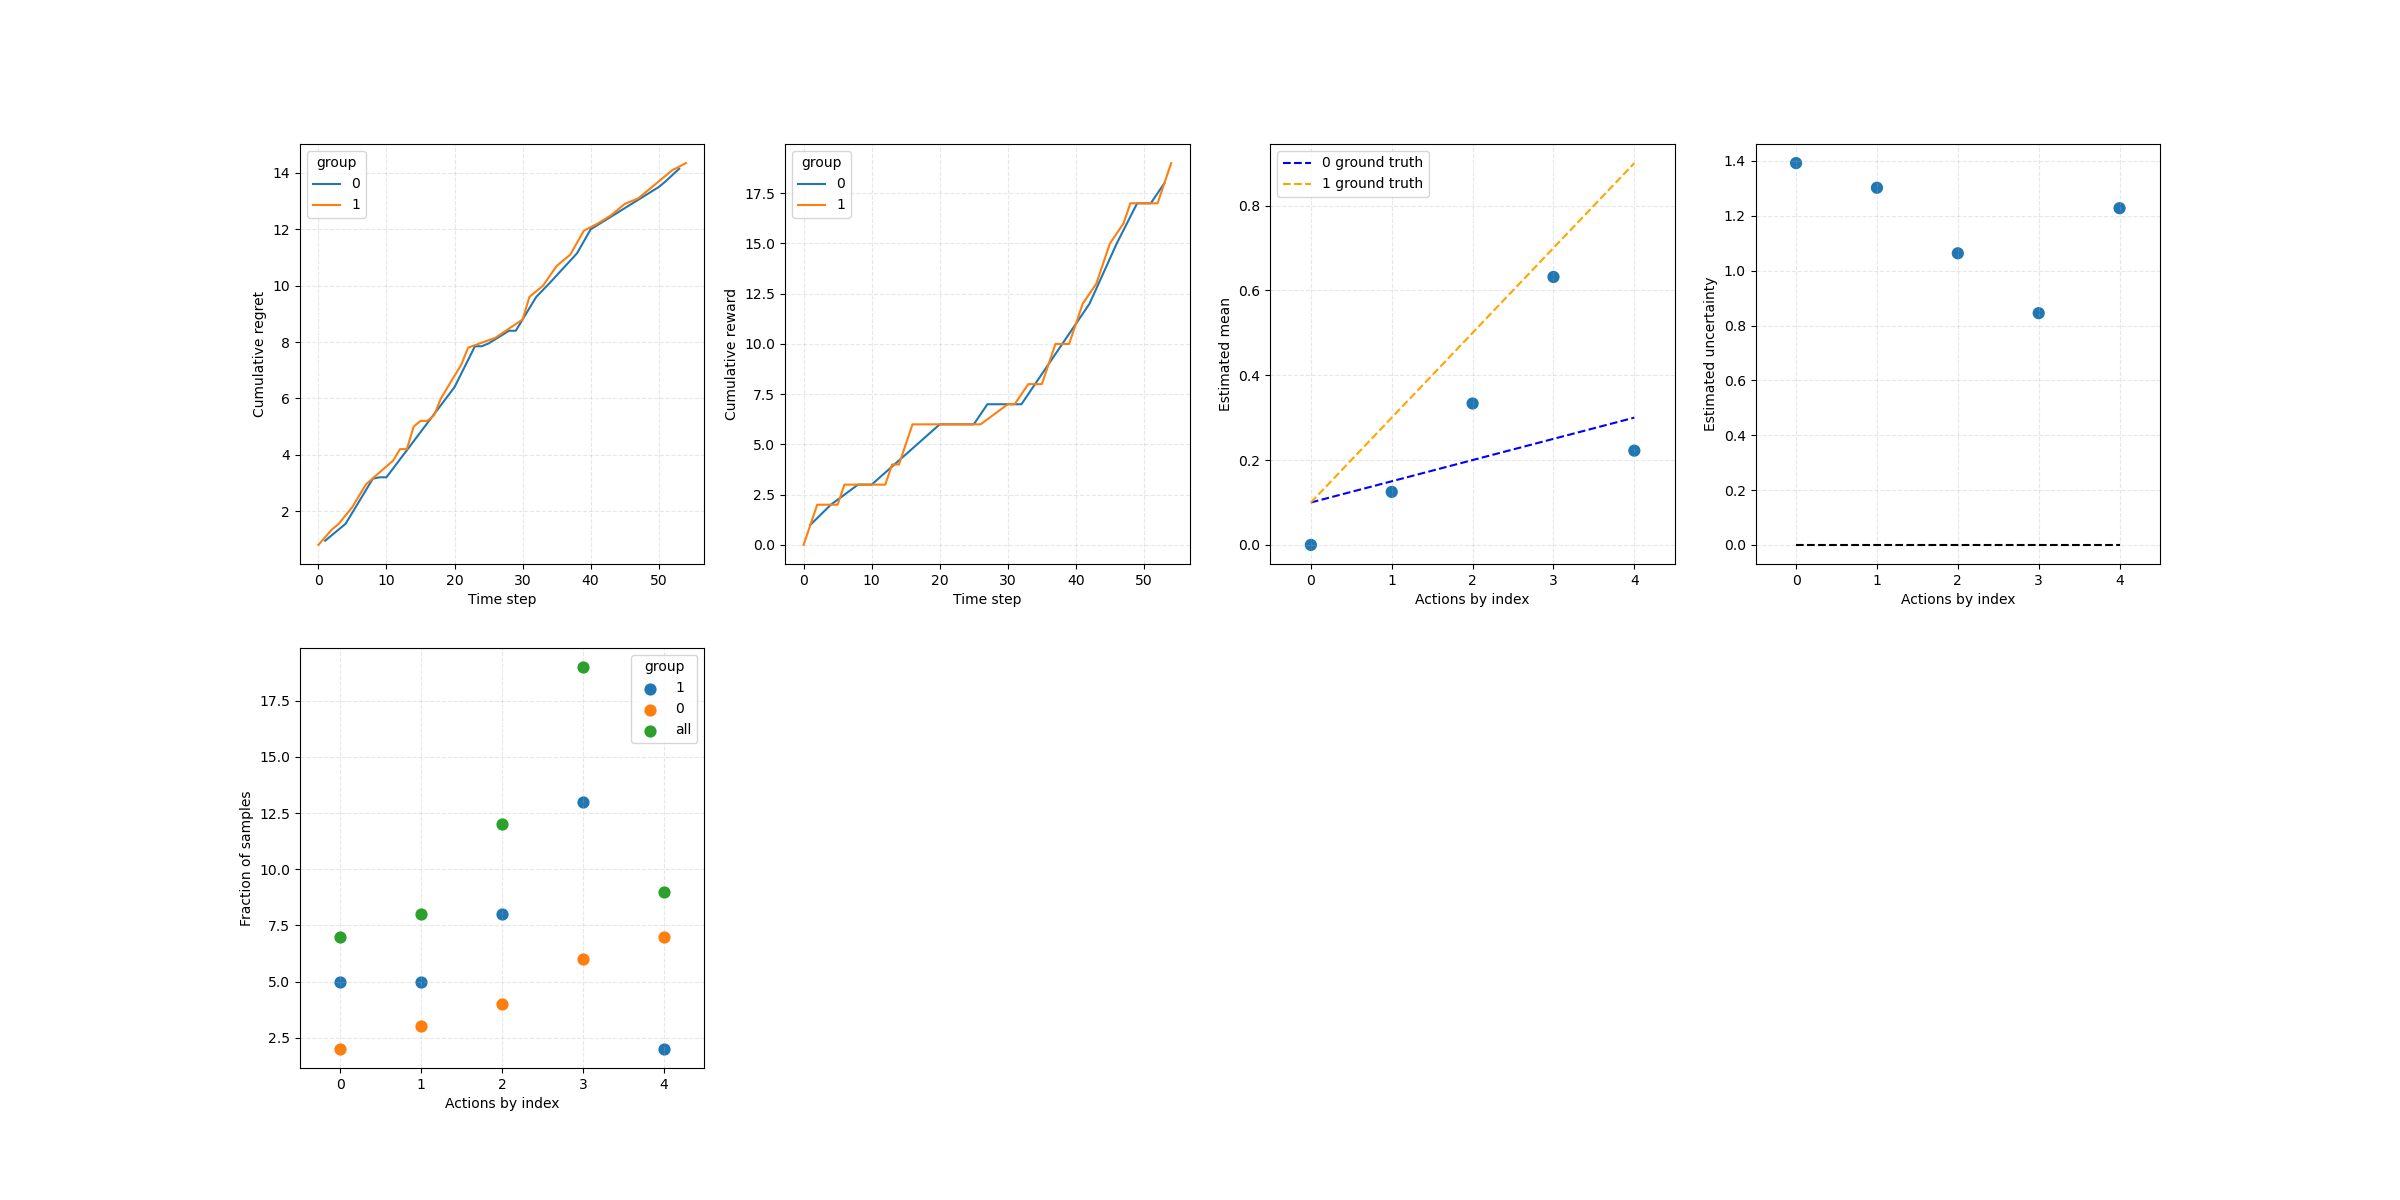 Cumulative regret
14
12
10
8
6
4
2
group
0
1
0 10 20 30 40 50
Time step
Cumulative reward
17.5
15.0
12.5
10.0
7.5
5.0
2.5
0.0
group
0
1
0 10 20 30 40 50
Time step
Estimated mean
0.8
0.6
0.4
0.2
0.0
0 ground truth
1 ground truth
0 1 2 3 4
Actions by index
Estimated uncertainty
1.4
1.2
1.0
0.8
0.6
0.4
0.2
0.0
0 1 2 3 4
Actions by index
Fraction of samples
17.5
15.0
12.5
10.0
7.5
5.0
2.5
group
1
0
all
0 1 2 3 4
Actions by index